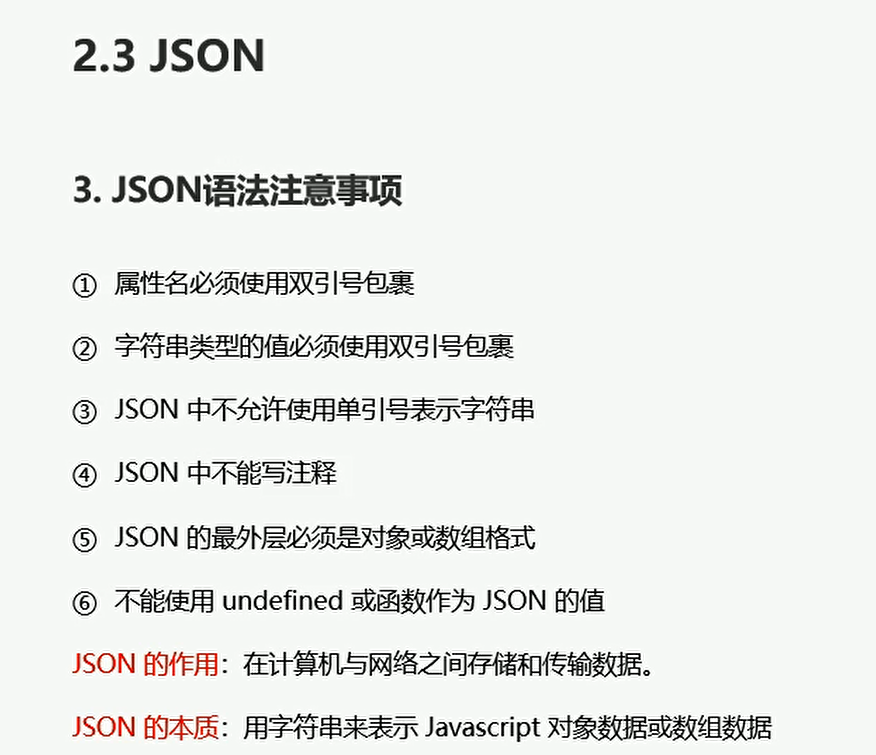 2.3 JSON
3. JSON语法注意事项
① 属性名必须使用双引号包裹
② 字符串类型的值必须使用双引号包裹
③ JSON 中不允许使用单引号表示字符串
④ JSON 中不能写注释
⑤ JSON 的最外层必须是对象或数组格式
⑥ 不能使用 undefined 或函数作为 JSON 的值
JSON 的作用：在计算机与网络之间存储和传输数据。
JSON 的本质：用字符串来表示 Javascript 对象数据或数组数据